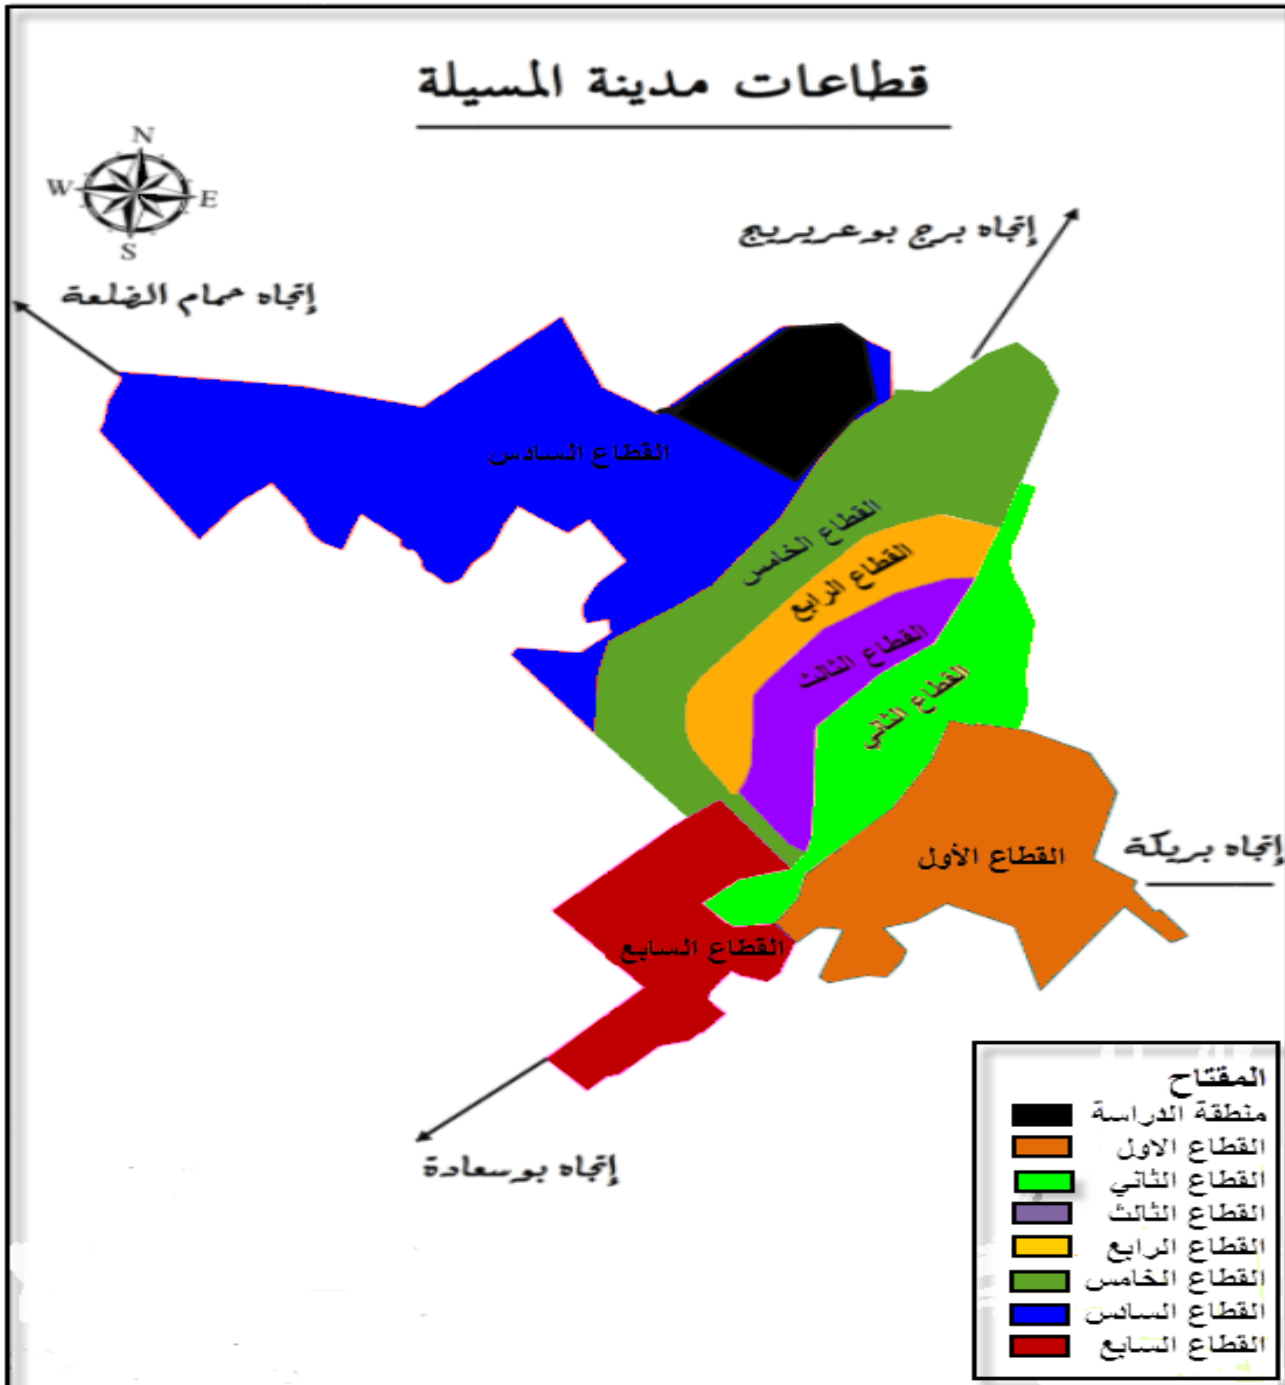 قطاعات مدينة المسيلة
N
W
E
S
إتجاه برج بوعريريج
إتجاه حمام الضلعة
القطاع السادس
القطاع الخامس
القطاع الرابع
القطاع الثالث
القطاع الثاني
القطاع الأول
إتجاه بريكة
القطاع السابع
إتجاه بوسعادة
المفتاح
منطقة الدراسة
القطاع الاول
القطاع الثاني
القطاع الثالث
القطاع الرابع
القطاع الخامس
القطاع السادس
القطاع السابع